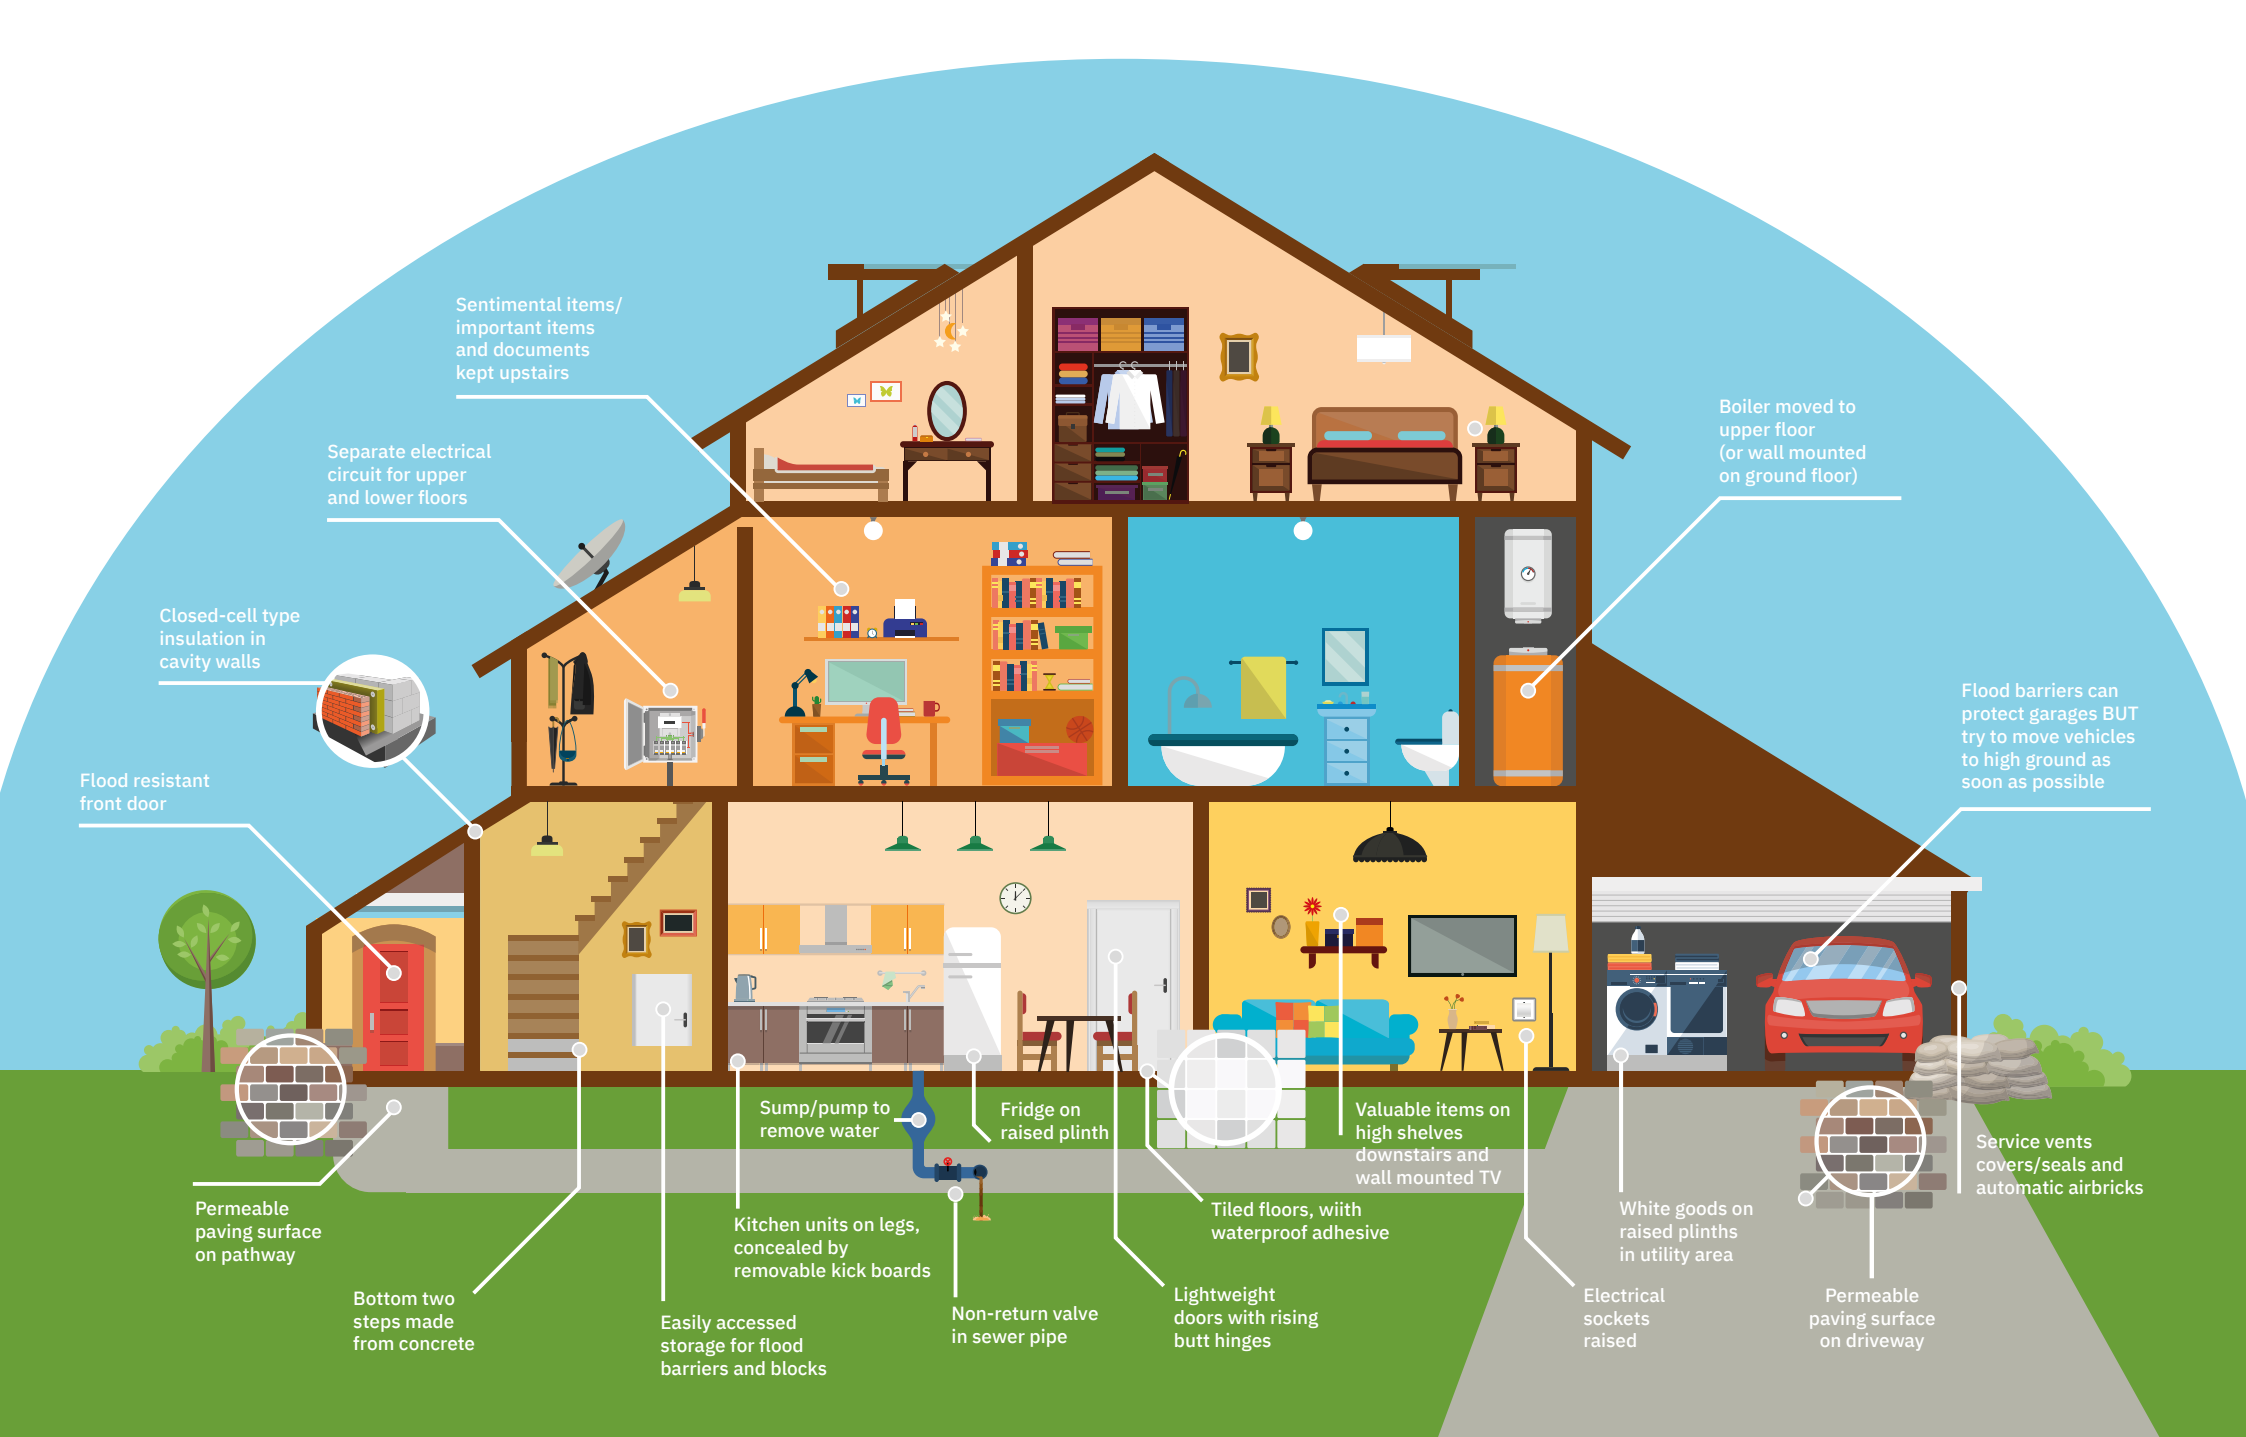 Sentimental items/
important items
and documents
kept upstairs
Separate electrical
circuit for upper
and lower floors
Closed-cell type
insulation in
cavity walls
Flood resistant
front door
Boiler moved to
upper floor
(or wall mounted
on ground floor)
Flood barriers can
protect garages BUT
try to move vehicles
to high ground as
soon as possible
Permeable
paving surface
on pathway
Bottom two
steps made
from concrete
Easily accessed
storage for flood
barriers and blocks
Kitchen units on legs,
concealed by
removable kick boards
Sump/pump to
remove water
Non-return valve
in sewer pipe
Fridge on
raised plinth
Lightweight
doors with rising
butt hinges
Tiled floors, wiith
waterproof adhesive
Valuable items on
high shelves
downstairs and
wall mounted TV
Electrical
sockets
raised
White goods on
raised plinths
in utility area
Permeable
paving surface
on driveway
Service vents
covers/seals and
automatic airbricks